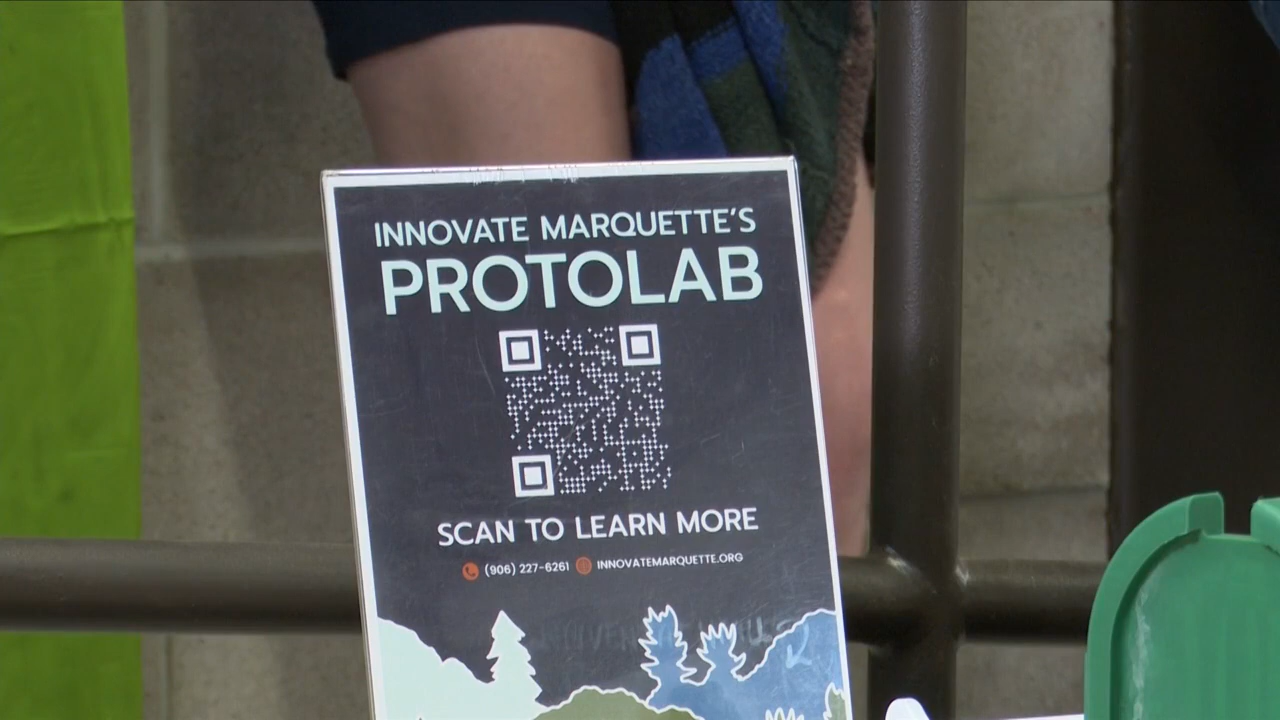 INNOVATE MARQUETTE'S
PROTOLAB
SCAN TO LEARN MORE
(906) 227-6261 INNOVATEMARQUETTE.ORG